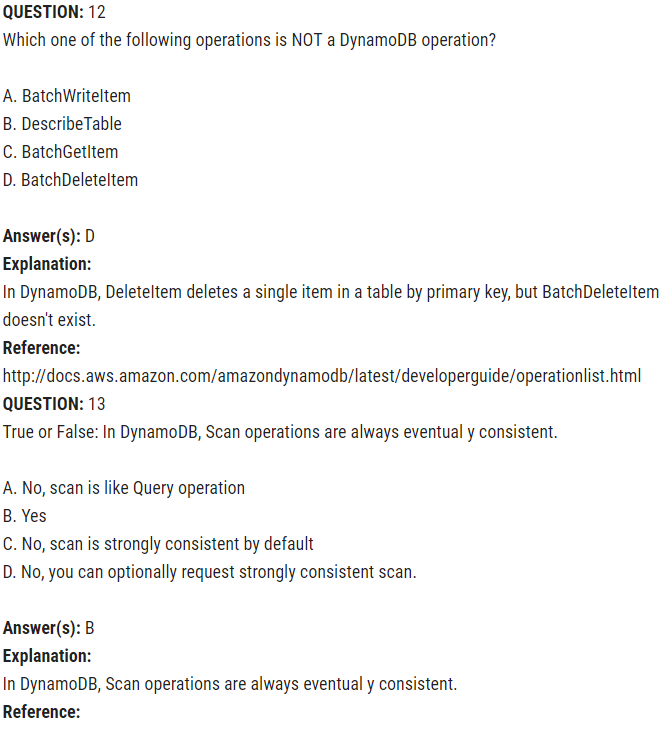 QUESTION: 12
Which one of the following operations is NOT a DynamoDB operation?
A. BatchWriteItem
B. DescribeTable
C. BatchGetItem
D. BatchDeleteItem
Answer(s): D
Explanation:
In DynamoDB, DeleteItem deletes a single item in a table by primary key, but BatchDeleteItem
doesn't exist.
Reference:
http://docs.aws.amazon.com/amazondynamodb/latest/developerguide/operationlist.html
QUESTION: 13
True or False: In DynamoDB, Scan operations are always eventual y consistent.
A. No, scan is like Query operation
B. Yes
C. No, scan is strongly consistent by default
D. No, you can optionally request strongly consistent scan.
Answer(s): B
Explanation:
In DynamoDB, Scan operations are always eventual y consistent.
Reference: